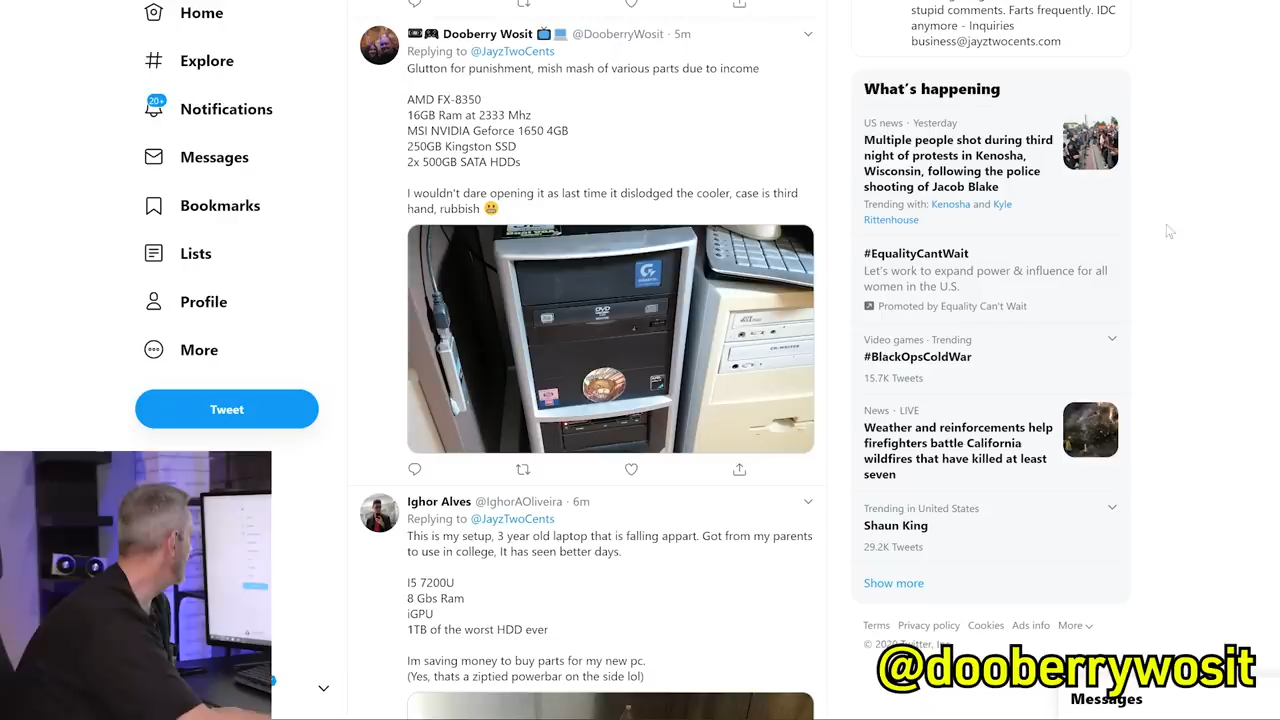 Home
Explore
20+
Notifications
Messages
Bookmarks
Lists
Profile
More
Tweet
Dooberry Wosit @DooberryWosit · 5m
Replying to @JayzTwoCents
Glutton for punishment, mish mash of various parts due to income
AMD FX-8350
16GB Ram at 2333 Mhz
MSI NVIDIA Geforce 1650 4GB
250GB Kingston SSD
2x 500GB SATA HDDs
I wouldn't dare opening it as last time it dislodged the cooler, case is third
hand, rubbish 😬
DVD
Ighor Alves @IghorAOliveira · 6m
Replying to @JayzTwoCents
This is my setup, 3 year old laptop that is falling appart. Got from my parents
to use in college, It has seen better days.
I5 7200U
8 Gbs Ram
iGPU
1TB of the worst HDD ever
Im saving money to buy parts for my new pc.
(Yes, thats a ziptied powerbar on the side lol)
stupid comments. Farts frequently. IDC
anymore - Inquiries
business@jayztwocents.com
What's happening
US news · Yesterday
Multiple people shot during third
night of protests in Kenosha,
Wisconsin, following the police
shooting of Jacob Blake
Trending with: Kenosha and Kyle
Rittenhouse
#EqualityCantWait
Let's work to expand power & influence for all
women in the U.S.
Promoted by Equality Can't Wait
Video games · Trending
#BlackOpsColdWar
15.7K Tweets
News · LIVE
Weather and reinforcements help
firefighters battle California
wildfires that have killed at least
seven
Trending in United States
Shaun King
29.2K Tweets
Show more
Terms Privacy policy Cookies Ads info More
© 2020 Twitter, Inc.
@dooberrywosit
Messages